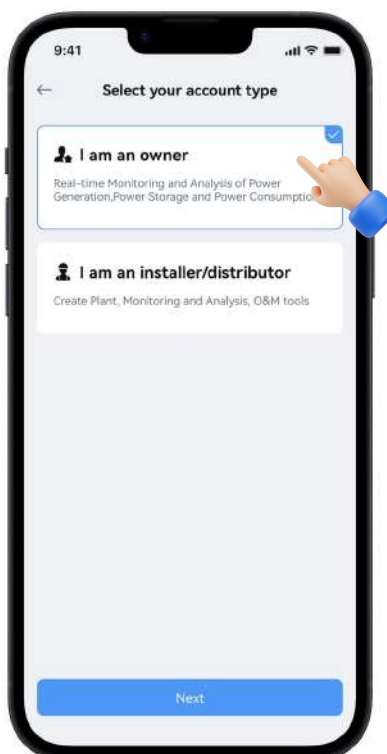 9:41
Select your account type
I am an owner
Real-time Monitoring and Analysis of Power
Generation,Power Storage and Power Consumptio
I am an installer/distributor
Create Plant, Monitoring and Analysis, O&M tools
Next